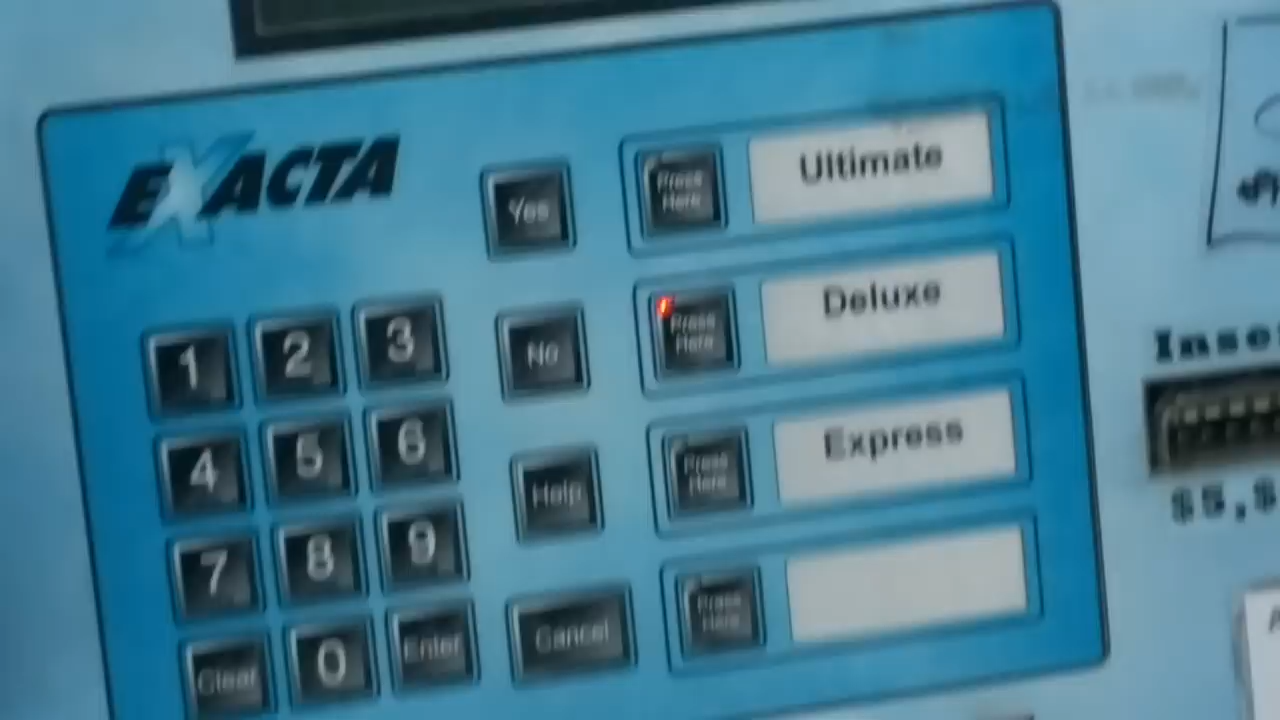 EXACTA
Yes
Press Here
Ultimate
1 2 3
No
Press Here
Deluxe
4 5 6
Help
Press Here
Express
7 8 9
Cancel
Press Here
Clear 0 Enter
Inse
$5,$